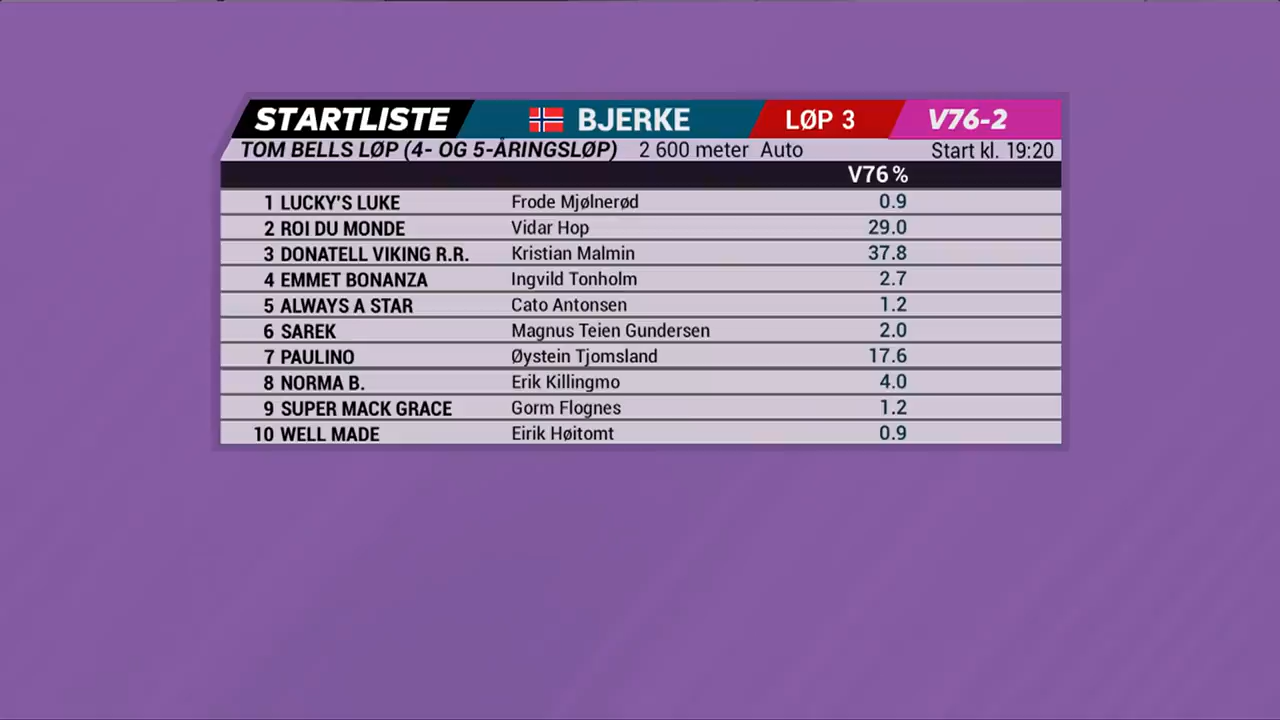 STARTLISTE BJERKE LØP 3 V76-2
TOM BELLS LØP (4- OG 5-ÅRINGSLØP) 2 600 meter Auto Start kl. 19:20
V76 %
1 LUCKY'S LUKE Frode Mjølnerød 0.9
2 ROI DU MONDE Vidar Hop 29.0
3 DONATELL VIKING R.R. Kristian Malmin 37.8
4 EMMET BONANZA Ingvild Tonholm 2.7
5 ALWAYS A STAR Cato Antonsen 1.2
6 SAREK Magnus Teien Gundersen 2.0
7 PAULINO Øystein Tjomsland 17.6
8 NORMA B. Erik Killingmo 4.0
9 SUPER MACK GRACE Gorm Flognes 1.2
10 WELL MADE Eirik Høitomt 0.9